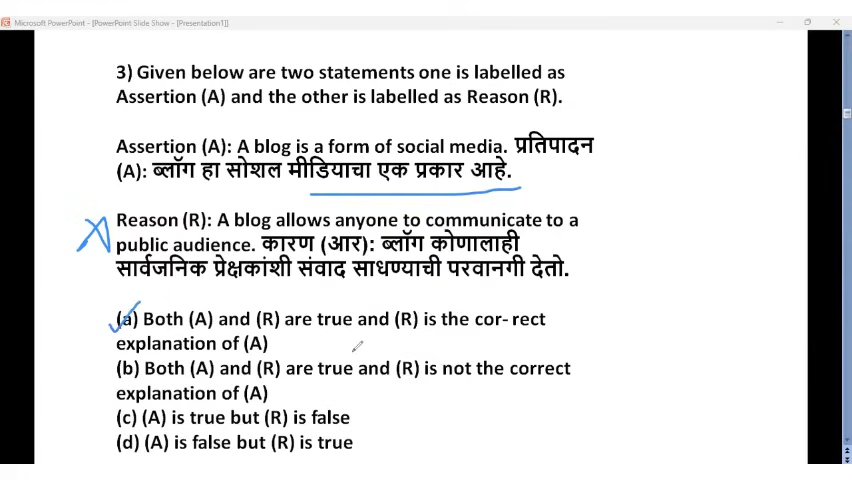 Microsoft PowerPoint - [PowerPoint Slide Show - [Presentation1]]
3) Given below are two statements one is labelled as
Assertion (A) and the other is labelled as Reason (R).
Assertion (A): A blog is a form of social media. प्रतिपादन
(A): ब्लॉग हा सोशल मीडियाचा एक प्रकार आहे.
Reason (R): A blog allows anyone to communicate to a
public audience. कारण (आर): ब्लॉग कोणालाही
सार्वजनिक प्रेक्षकांशी संवाद साधण्याची परवानगी देतो.
(a) Both (A) and (R) are true and (R) is the cor- rect
explanation of (A)
(b) Both (A) and (R) are true and (R) is not the correct
explanation of (A)
(c) (A) is true but (R) is false
(d) (A) is false but (R) is true